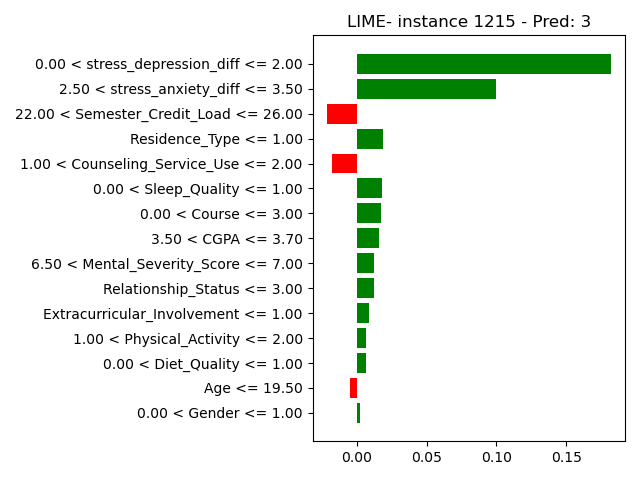 LIME- instance 1215 - Pred: 3
0.00 < stress_depression_diff <= 2.00
2.50 < stress_anxiety_diff <= 3.50
22.00 < Semester_Credit_Load <= 26.00
Residence_Type <= 1.00
1.00 < Counseling_Service_Use <= 2.00
0.00 < Sleep_Quality <= 1.00
0.00 < Course <= 3.00
3.50 < CGPA <= 3.70
6.50 < Mental_Severity_Score <= 7.00
Relationship_Status <= 3.00
Extracurricular_Involvement <= 1.00
1.00 < Physical_Activity <= 2.00
0.00 < Diet_Quality <= 1.00
Age <= 19.50
0.00 < Gender <= 1.00
0.00 0.05 0.10 0.15